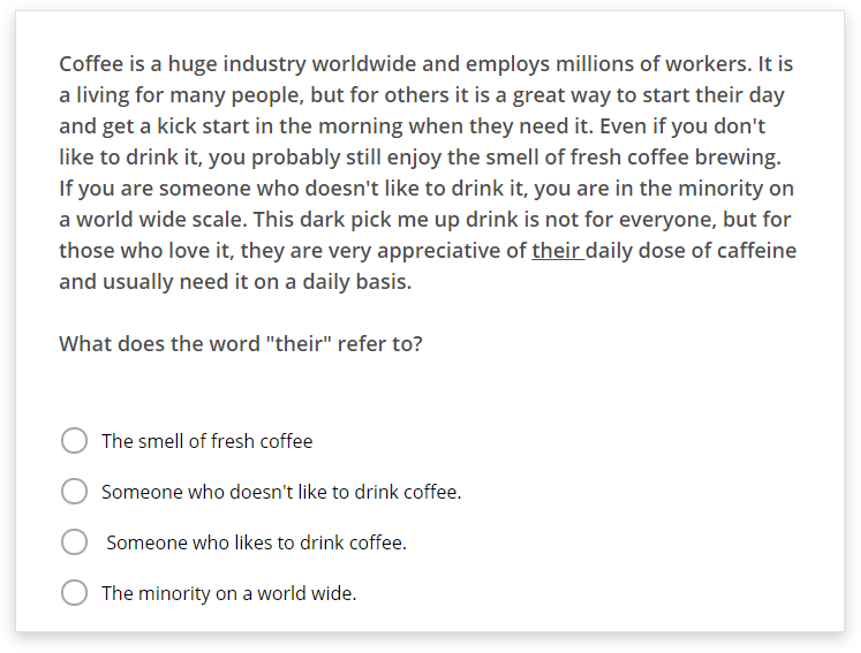 Coffee is a huge industry worldwide and employs millions of workers. It is
a living for many people, but for others it is a great way to start their day
and get a kick start in the morning when they need it. Even if you don't
like to drink it, you probably still enjoy the smell of fresh coffee brewing.
If you are someone who doesn't like to drink it, you are in the minority on
a world wide scale. This dark pick me up drink is not for everyone, but for
those who love it, they are very appreciative of their daily dose of caffeine
and usually need it on a daily basis.
What does the word "their" refer to?
The smell of fresh coffee
Someone who doesn't like to drink coffee.
Someone who likes to drink coffee.
The minority on a world wide.